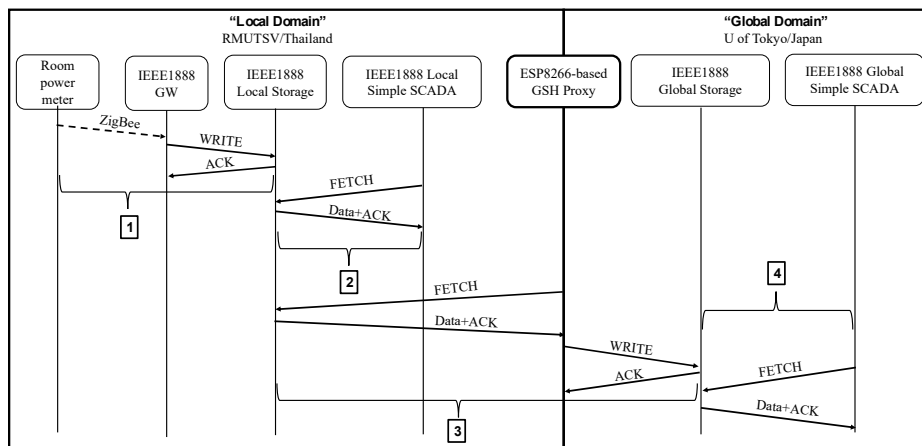 “Local Domain”
RMUTSV/Thailand
“Global Domain”
U of Tokyo/Japan
Room
power
meter
IEEE1888
GW
IEEE1888
Local Storage
IEEE1888 Local
Simple SCADA
ESP8266-based
GSH Proxy
IEEE1888
Global Storage
IEEE1888 Global
Simple SCADA
ZigBee
WRITE
ACK
FETCH
1
Data+ACK
2
4
FETCH
Data+ACK
WRITE
ACK
FETCH
3
Data+ACK